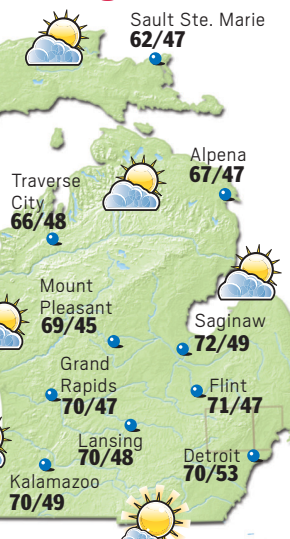 Sault Ste. Marie
62/47
Alpena
67/47
Traverse
City
66/48
Mount
Pleasant
69/45
Saginaw
72/49
Grand
Rapids
70/47
Flint
71/47
Lansing
70/48
Detroit
70/53
Kalamazoo
70/49